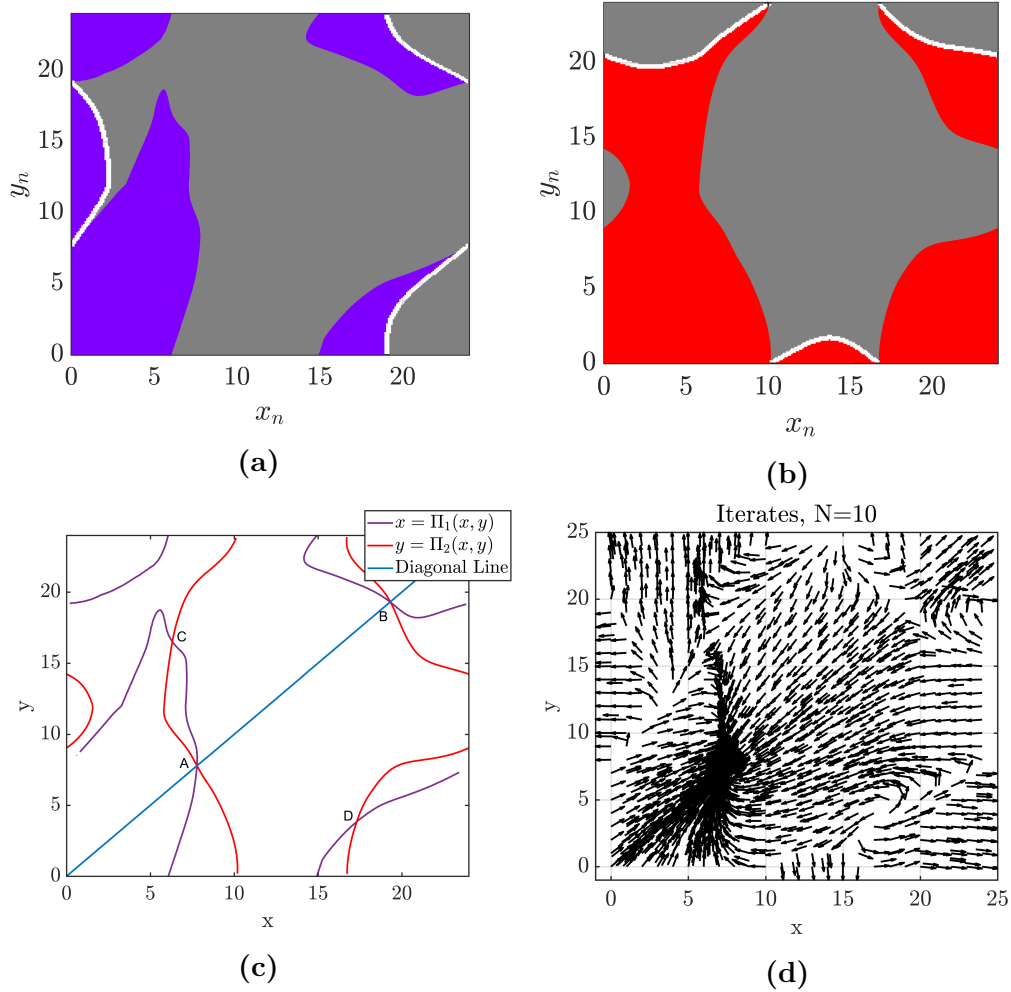 20
15
10
5
0
y_n
0 5 10 15 20
x_n
(a)
20
15
10
5
0
y_n
0 5 10 15 20
x_n
(b)
x = Π₁(x, y)
y = Π₂(x, y)
Diagonal Line
20
15
10
5
0
y
A
B
C
D
0 5 10 15 20
x
(c)
Iterates, N=10
25
20
15
10
5
0
y
0 5 10 15 20 25
x
(d)